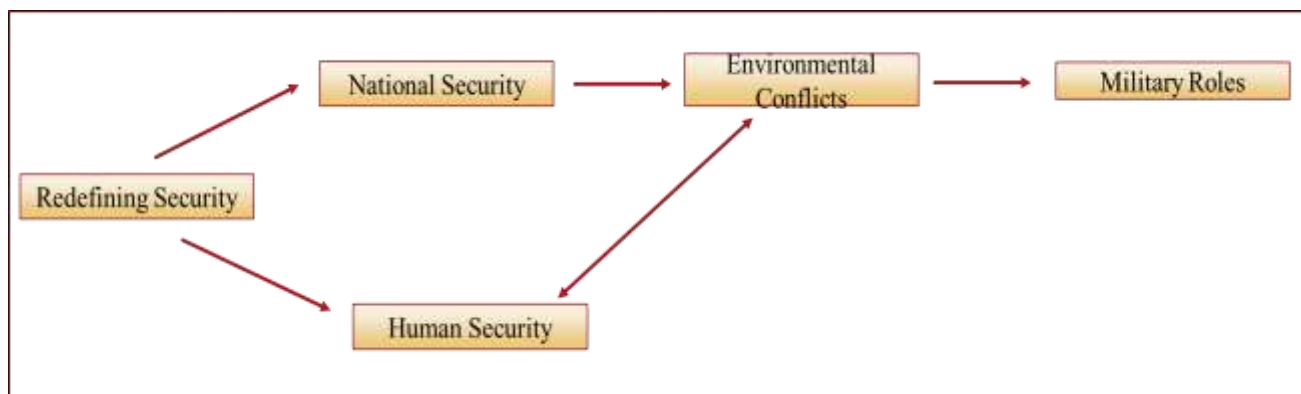 National Security
Environmental
Conflicts
Military Roles
Redefining Security
Human Security